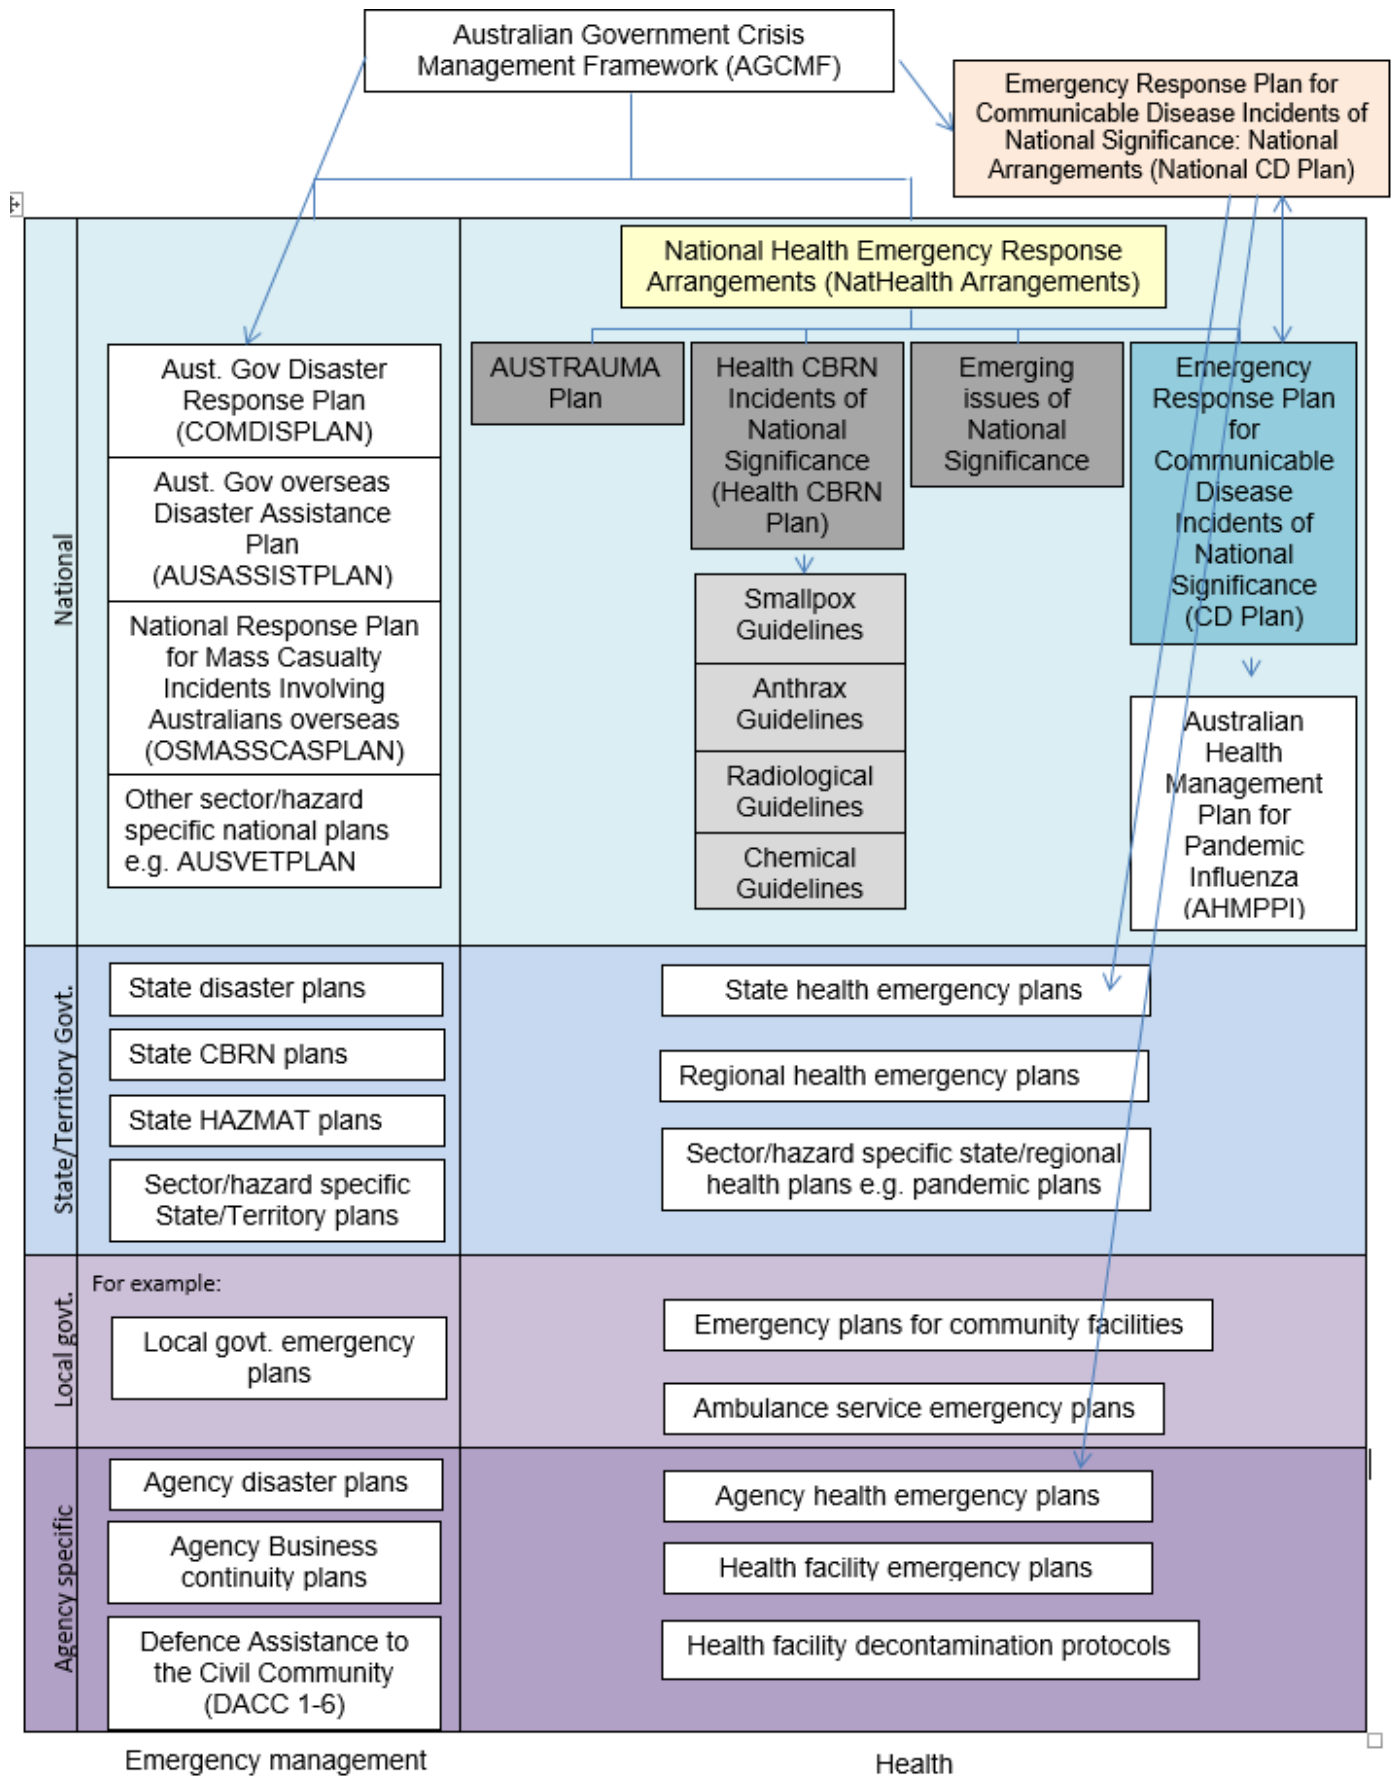 Australian Government Crisis
Management Framework (AGCMF)
Emergency Response Plan for
Communicable Disease Incidents of
National Significance: National
Arrangements (National CD Plan)
National
National Health Emergency Response
Arrangements (NatHealth Arrangements)
Aust. Gov Disaster
Response Plan
(COMDISPLAN)
Aust. Gov overseas
Disaster Assistance
Plan
(AUSASSISTPLAN)
National Response Plan
for Mass Casualty
Incidents Involving
Australians overseas
(OSMASSCASPLAN)
Other sector/hazard
specific national plans
e.g. AUSVETPLAN
AUSTRAUMA
Plan
Health CBRN
Incidents of
National
Significance
(Health CBRN
Plan)
Smallpox
Guidelines
Anthrax
Guidelines
Radiological
Guidelines
Chemical
Guidelines
Emerging
issues of
National
Significance
Emergency
Response Plan
for
Communicable
Disease
Incidents of
National
Significance
(CD Plan)
Australian
Health
Management
Plan for
Pandemic
Influenza
(AHMPPI)
State/Territory Govt.
State disaster plans
State CBRN plans
State HAZMAT plans
Sector/hazard specific
State/Territory plans
State health emergency plans
Regional health emergency plans
Sector/hazard specific state/regional
health plans e.g. pandemic plans
Local govt.
For example:
Local govt. emergency
plans
Emergency plans for community facilities
Ambulance service emergency plans
Agency specific
Agency disaster plans
Agency Business
continuity plans
Defence Assistance to
the Civil Community
(DACC 1-6)
Agency health emergency plans
Health facility emergency plans
Health facility decontamination protocols
Emergency management
Health